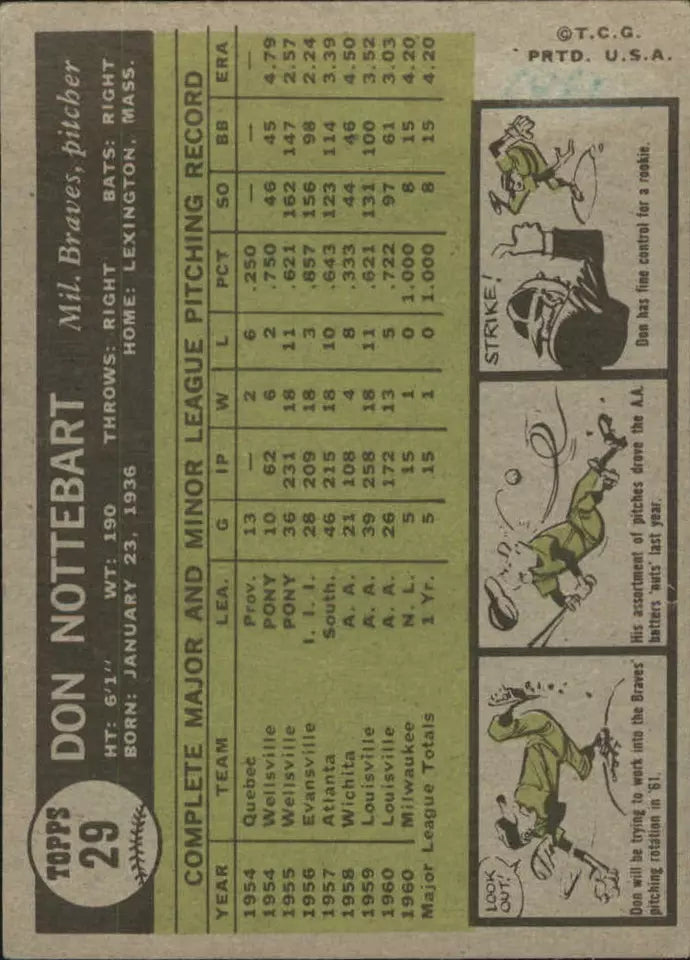 TOPPS
29
DON NOTTEBART Mil. Braves, pitcher
HT: 6'1" WT: 190 THROWS: RIGHT BATS: RIGHT
BORN: JANUARY 23, 1936 HOME: LEXINGTON, MASS.
COMPLETE MAJOR AND MINOR LEAGUE PITCHING RECORD
YEAR TEAM LEA. G IP W L PCT SO BB ERA
1954 Quebec Prov. 13 — 2 6 .250 — — —
1954 Wellsville PONY 10 62 6 2 .750 46 45 4.79
1955 Wellsville PONY 36 231 18 11 .621 162 147 2.57
1956 Evansville I. I. I. 28 209 18 3 .857 156 98 2.24
1957 Atlanta South. 46 215 18 10 .643 123 114 3.39
1958 Wichita A. A. 21 108 4 8 .333 44 46 4.50
1959 Louisville A. A. 39 258 18 11 .621 131 100 3.52
1960 Louisville A. A. 26 172 13 5 .722 97 61 3.03
1960 Milwaukee N. L. 5 15 1 0 1.000 8 15 4.20
Major League Totals 1 Yr. 5 15 1 0 1.000 8 15 4.20
LOOK
OUT!
Don will be trying to work into the Braves'
pitching rotation in '61.
His assortment of pitches drove the A.A.
batters 'nuts' last year.
STRIKE!
Don has fine control for a rookie.
©T.C.G.
PRTD. U.S.A.